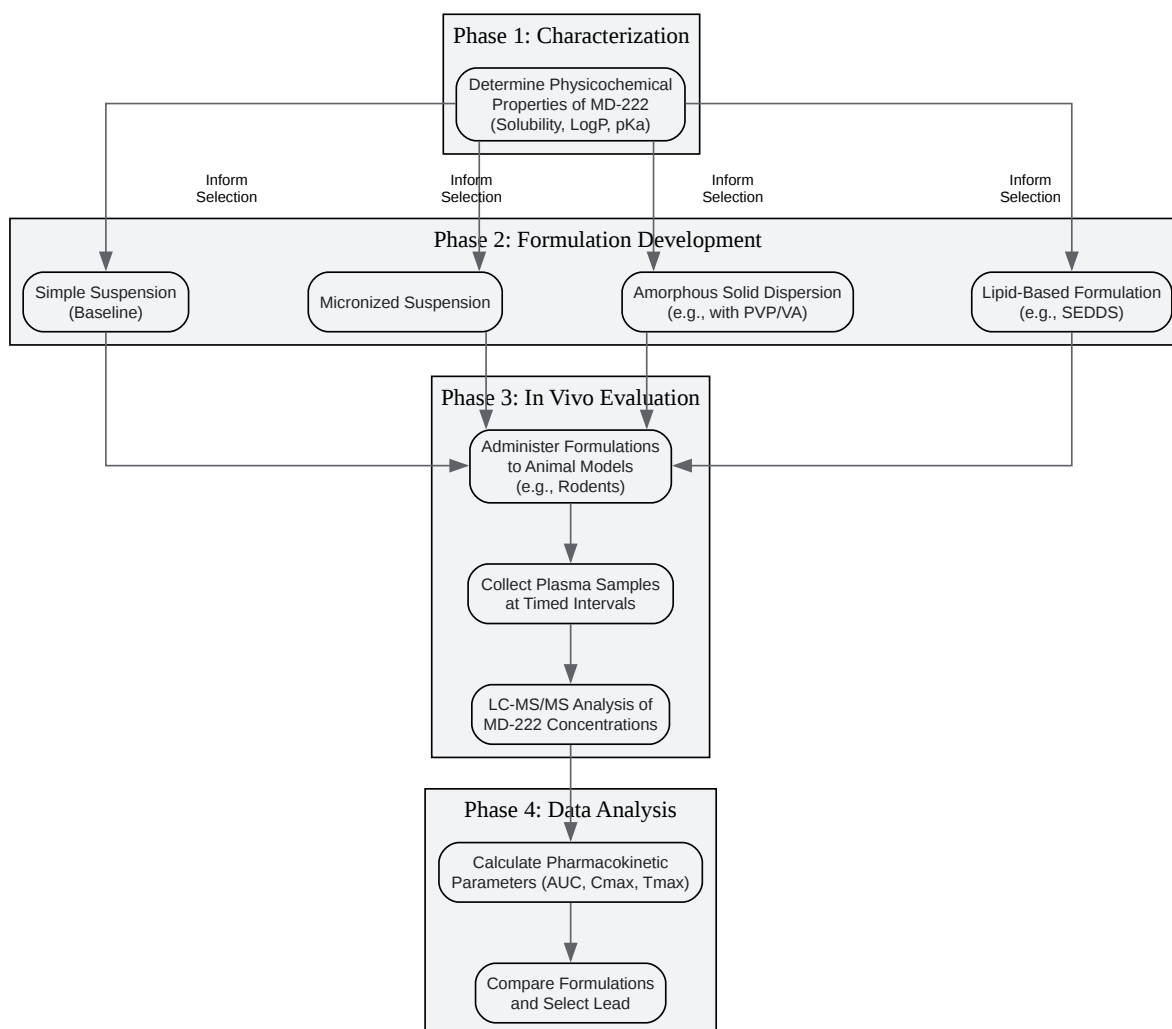 Phase 1: Characterization
Determine Physicochemical
Properties of MD-222
(Solubility, LogP, pKa)
Inform
Selection
Inform
Selection
Inform
Selection
Inform
Selection
Phase 2: Formulation Development
Simple Suspension
(Baseline)
Micronized Suspension
Amorphous Solid Dispersion
(e.g., with PVP/VA)
Lipid-Based Formulation
(e.g., SEDDS)
Phase 3: In Vivo Evaluation
Administer Formulations
to Animal Models
(e.g., Rodents)
Collect Plasma Samples
at Timed Intervals
LC-MS/MS Analysis of
MD-222 Concentrations
Phase 4: Data Analysis
Calculate Pharmacokinetic
Parameters (AUC, Cmax, Tmax)
Compare Formulations
and Select Lead